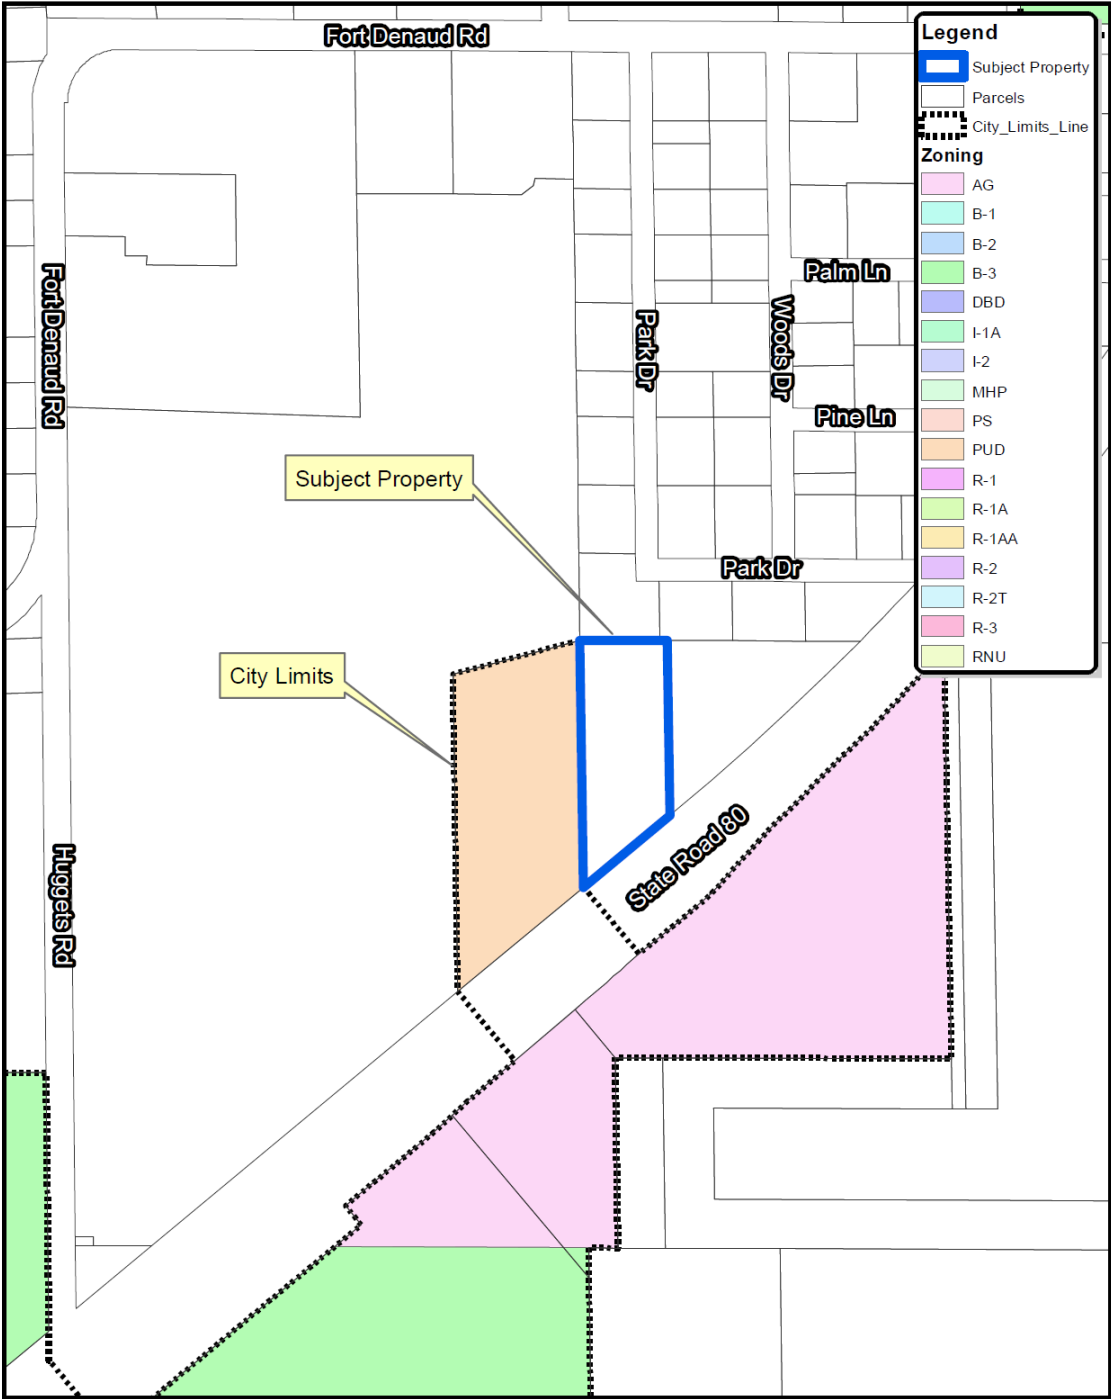 Fort Denaud Rd
Legend
Subject Property
Parcels
City_Limits_Line
Zoning
AG
B-1
B-2
B-3
DBD
I-1A
I-2
MHP
PS
PUD
R-1
R-1A
R-1AA
R-2
R-2T
R-3
RNU
Palm Ln
Fort Denaud Rd
Park Dr
Woods Dr
Pine Ln
Subject Property
Park Dr
City Limits
State Road 80
Huggets Rd